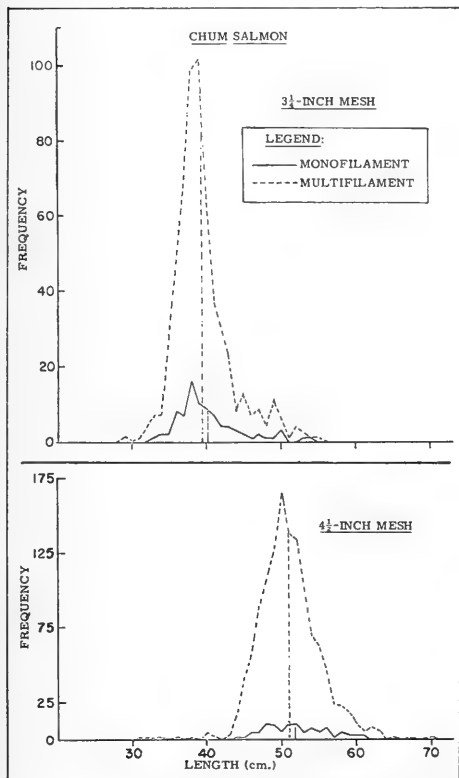 CHUM SALMON
3¼-INCH MESH
LEGEND:
MONOFILAMENT
MULTIFILAMENT
FREQUENCY
100
80
60
40
20
0
4½-INCH MESH
FREQUENCY
175
125
75
25
0
30 40 50 60 70
LENGTH (cm.)